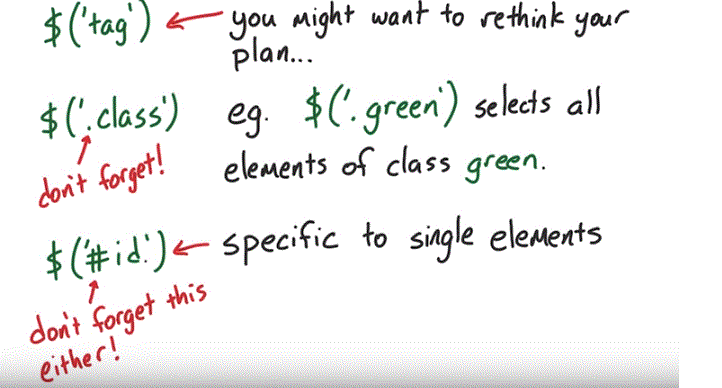 $('tag') ← you might want to rethink your
plan...
$('.class') eg. $('.green') selects all
don't forget! elements of class green.
$('#id') ← specific to single elements
don't forget this
either!